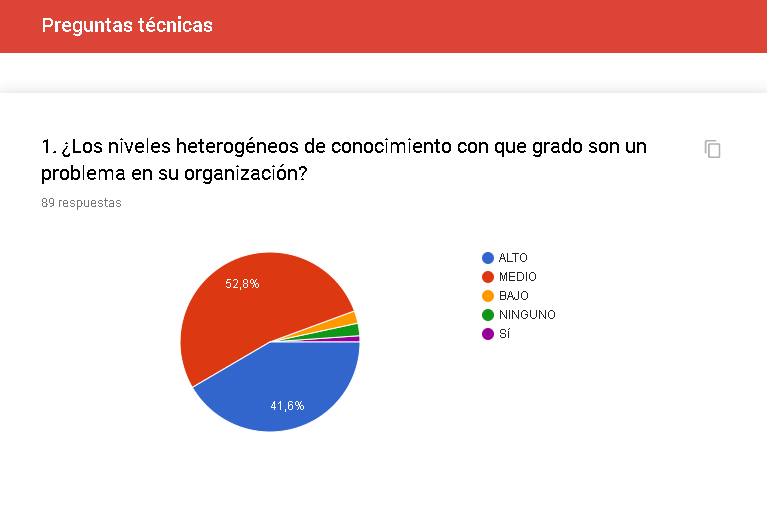 Preguntas técnicas
1. ¿Los niveles heterogéneos de conocimiento con que grado son un
problema en su organización?
89 respuestas
52,8%
41,6%
ALTO
MEDIO
BAJO
NINGUNO
Sí